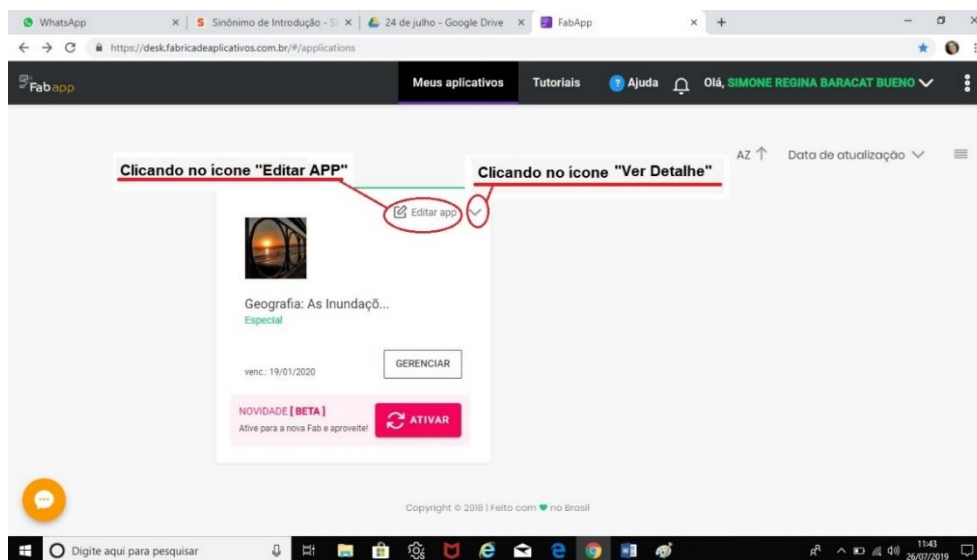 WhatsApp
Sinônimo de Introdução - Si
24 de julho - Google Drive
FabApp
https://desk.fabricadeaplicativos.com.br/#/applications
Fabapp
Meus aplicativos
Tutoriais
? Ajuda
Olá, SIMONE REGINA BARACAT BUENO
AZ
Data de atualização
Clicando no ícone "Editar APP"
Clicando no ícone "Ver Detalhe"
Editar app
Geografia: As Inundaçõ...
Especial
venc.: 19/01/2020
GERENCIAR
NOVIDADE [ BETA ]
Ative para a nova Fab e aproveite!
ATIVAR
Copyright © 2018 | Feito com no Brasil
Digite aqui para pesquisar
11:43
26/07/2019